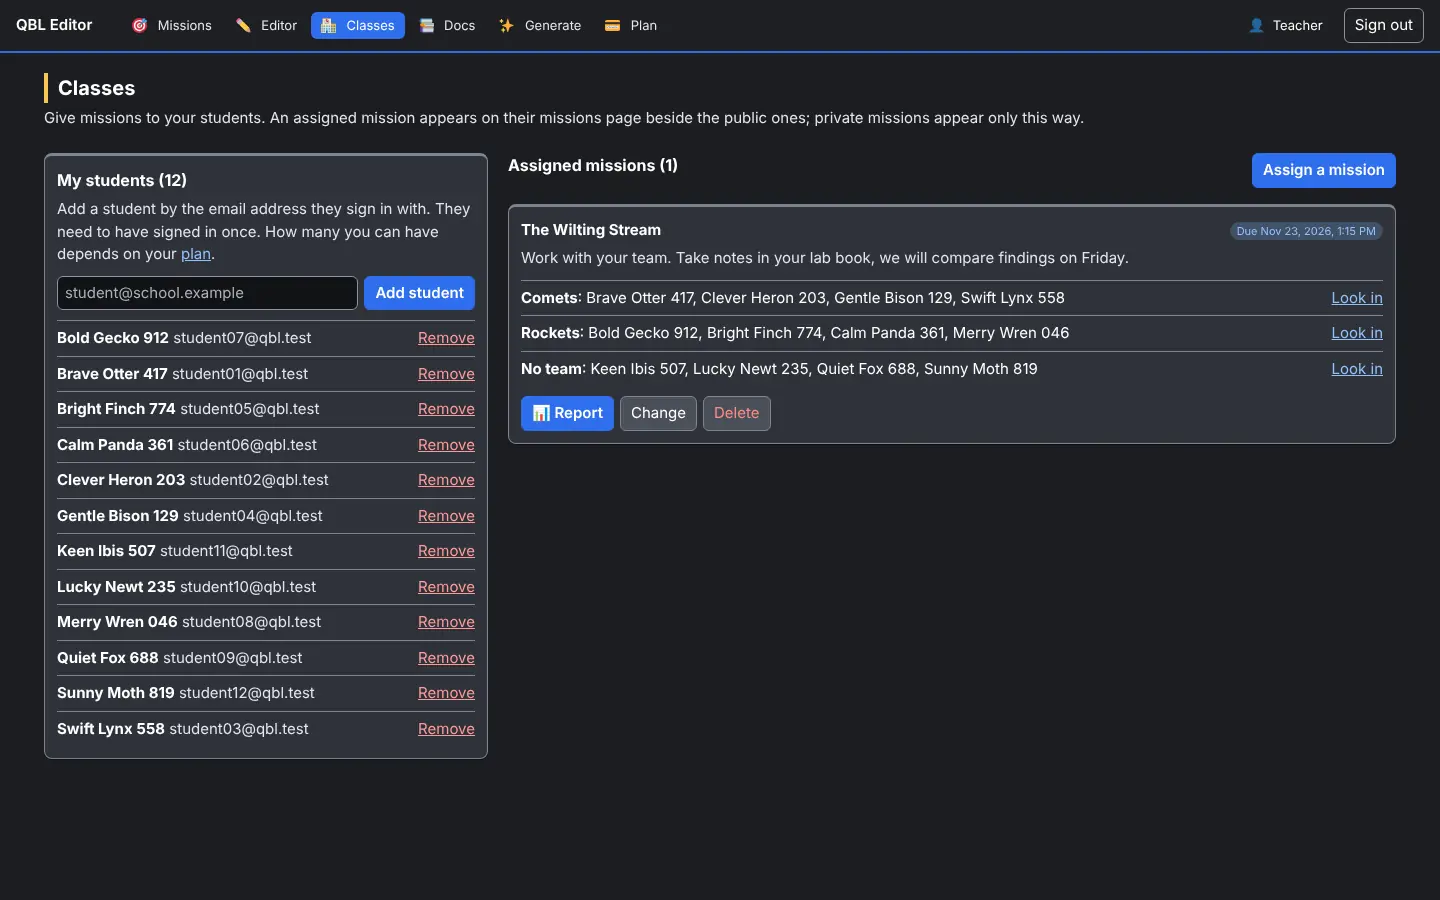 QBL Editor
Missions
Editor
Classes
Docs
Generate
Plan
Teacher
Sign out
Classes
Give missions to your students. An assigned mission appears on their missions page beside the public ones; private missions appear only this way.
My students (12)
Add a student by the email address they sign in with. They
need to have signed in once. How many you can have
depends on your plan.
student@school.example
Add student
Bold Gecko 912 student07@qbl.test Remove
Brave Otter 417 student01@qbl.test Remove
Bright Finch 774 student05@qbl.test Remove
Calm Panda 361 student06@qbl.test Remove
Clever Heron 203 student02@qbl.test Remove
Gentle Bison 129 student04@qbl.test Remove
Keen Ibis 507 student11@qbl.test Remove
Lucky Newt 235 student10@qbl.test Remove
Merry Wren 046 student08@qbl.test Remove
Quiet Fox 688 student09@qbl.test Remove
Sunny Moth 819 student12@qbl.test Remove
Swift Lynx 558 student03@qbl.test Remove
Assigned missions (1)
Assign a mission
The Wilting Stream
Due Nov 23, 2026, 1:15 PM
Work with your team. Take notes in your lab book, we will compare findings on Friday.
Comets: Brave Otter 417, Clever Heron 203, Gentle Bison 129, Swift Lynx 558 Look in
Rockets: Bold Gecko 912, Bright Finch 774, Calm Panda 361, Merry Wren 046 Look in
No team: Keen Ibis 507, Lucky Newt 235, Quiet Fox 688, Sunny Moth 819 Look in
Report
Change
Delete